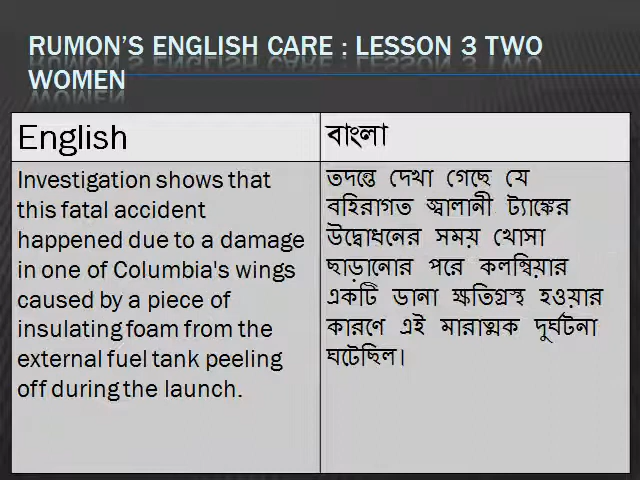 RUMON'S ENGLISH CARE : LESSON 3 TWO
WOMEN
English
Investigation shows that
this fatal accident
happened due to a damage
in one of Columbia's wings
caused by a piece of
insulating foam from the
external fuel tank peeling
off during the launch.
বাংলা
তদন্তে দেখা গেছে যে
বহিরাগত জ্বালানী ট্যাঙ্কের
উদ্বোধনের সময় খোসা
ছাড়ানোর পরে কলম্বিয়ার
একটি ডানা ক্ষতিগ্রস্থ হওয়ার
কারণে এই মারাত্মক দুর্ঘটনা
ঘটেছিল।